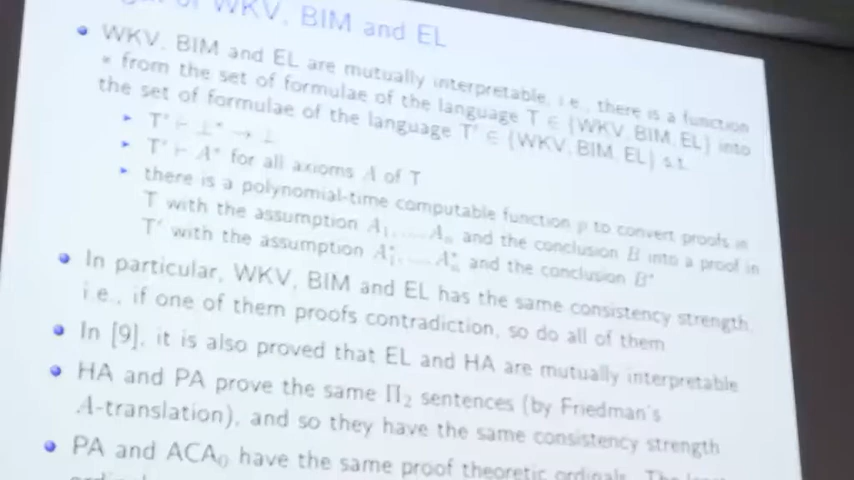 of WKV, BIM and EL
WKV, BIM and EL are mutually interpretable, i.e., there is a function
* from the set of formulae of the language T ∈ {WKV, BIM, EL} into
the set of formulae of the language T' ∈ {WKV, BIM, EL} s.t.
T' ⊢ ⊥* → ⊥
T' ⊢ A* for all axioms A of T
there is a polynomial-time computable function p to convert proofs in
T with the assumption A₁, ..., Aₙ and the conclusion B into a proof in
T' with the assumption A₁*, ..., Aₙ* and the conclusion B*
In particular, WKV, BIM and EL has the same consistency strength,
i.e., if one of them proofs contradiction, so do all of them
In [9], it is also proved that EL and HA are mutually interpretable
HA and PA prove the same Π₂ sentences (by Friedman's
A-translation), and so they have the same consistency strength
PA and ACA₀ have the same proof theoretic ordinals. The